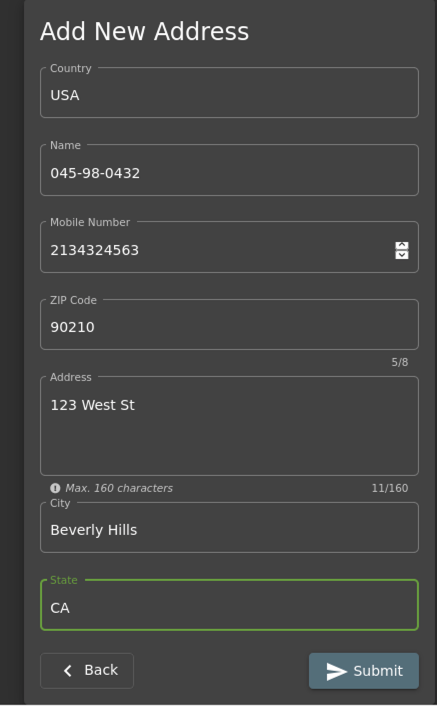 Add New Address
Country
USA
Name
045-98-0432
Mobile Number
2134324563
ZIP Code
90210
5/8
Address
123 West St
Max. 160 characters 11/160
City
Beverly Hills
State
CA
Back Submit